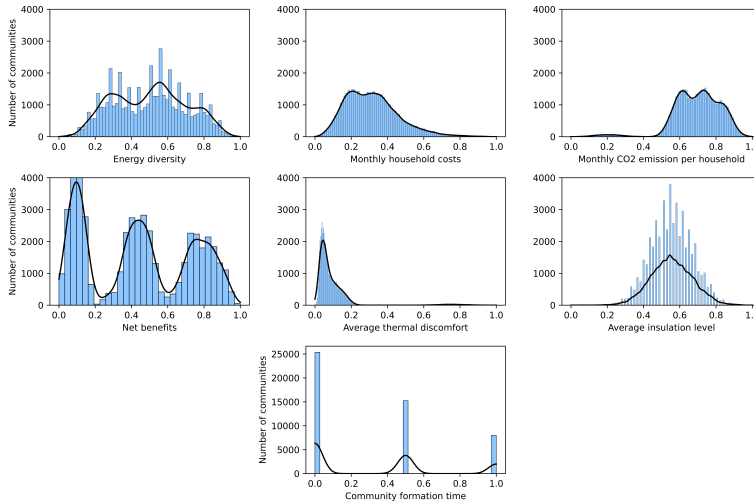 4000 4000 4000
3000 3000 3000
2000 2000 2000
1000 1000 1000
0 0 0
Number of communities
0.0 0.2 0.4 0.6 0.8 1.0 0.0 0.2 0.4 0.6 0.8 1.0 0.0 0.2 0.4 0.6 0.8 1.
Energy diversity Monthly household costs Monthly CO2 emission per household
4000 4000 4000
3000 3000 3000
2000 2000 2000
1000 1000 1000
0 0 0
Number of communities
0.0 0.2 0.4 0.6 0.8 1.0 0.0 0.2 0.4 0.6 0.8 1.0 0.0 0.2 0.4 0.6 0.8 1.
Net benefits Average thermal discomfort Average insulation level
25000
20000
15000
10000
5000
0
Number of communities
0.0 0.2 0.4 0.6 0.8 1.0
Community formation time